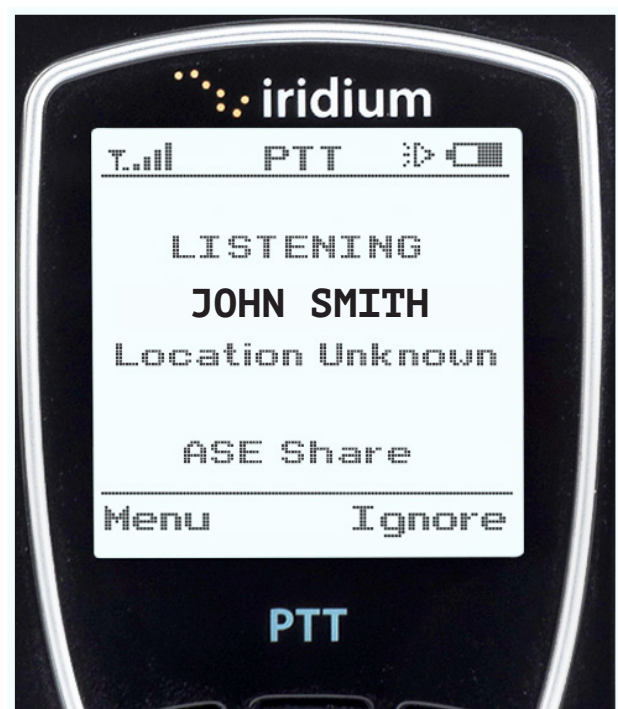 iridium
PTT
LISTENING
JOHN SMITH
Location Unknown
ASE Share
Menu Ignore
PTT